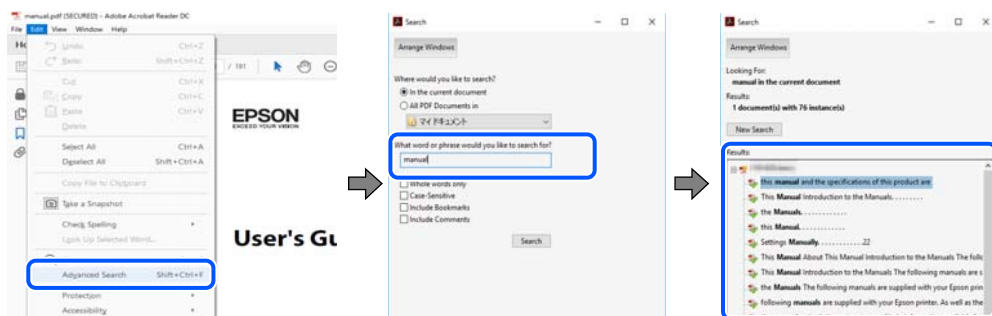 manual.pdf (SECURED) - Adobe Acrobat Reader DC
File Edit View Window Help
Undo Ctrl+Z
Redo Shift+Ctrl+Z
Cut Ctrl+X
Copy Ctrl+C
Paste Ctrl+V
Delete
Select All Ctrl+A
Deselect All Shift+Ctrl+A
Copy File to Clipboard
Take a Snapshot
Check Spelling
Look Up Selected Word...
Advanced Search Shift+Ctrl+F
Protection
Accessibility
/ 191
EPSON
EXCEED YOUR VISION
User's Gu
Search
Arrange Windows
Where would you like to search?
In the current document
All PDF Documents in
マイ ドキュメント
What word or phrase would you like to search for?
manual
Whole words only
Case-Sensitive
Include Bookmarks
Include Comments
Search
Search
Arrange Windows
Looking For:
manual in the current document
Results:
1 document(s) with 76 instance(s)
New Search
Results:
this manual and the specifications of this product are
This Manual Introduction to the Manuals. . . . . . . . .
the Manuals. . . . . . . . . . . . .
this Manual. . . . . . . . . . . . .
Settings Manually. . . . . . . . . . . . .22
This Manual About This Manual Introduction to the Manuals The follo
This Manual Introduction to the Manuals The following manuals are s
the Manuals The following manuals are supplied with your Epson prin
following manuals are supplied with your Epson printer. As well as the